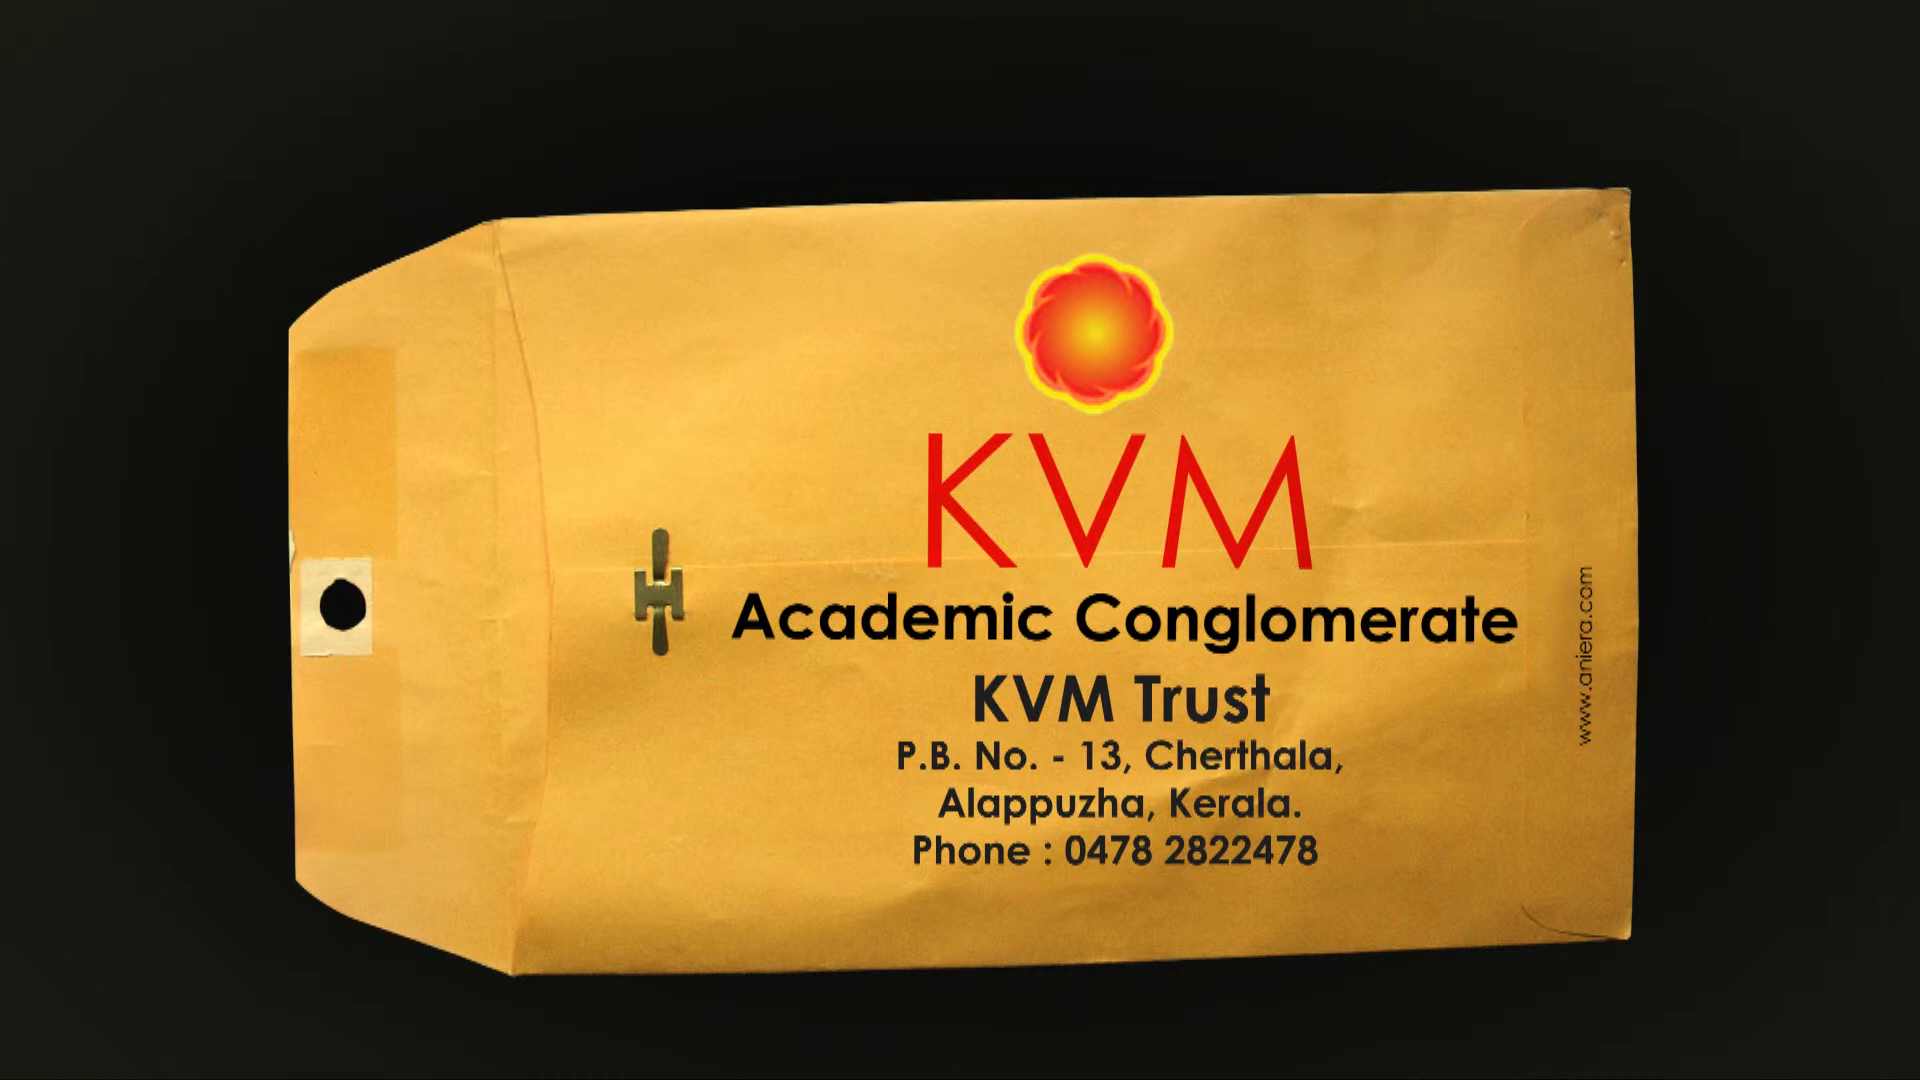 KVM
Academic Conglomerate
KVM Trust
P.B. No. - 13, Cherthala,
Alappuzha, Kerala.
Phone : 0478 2822478
www.aniera.com